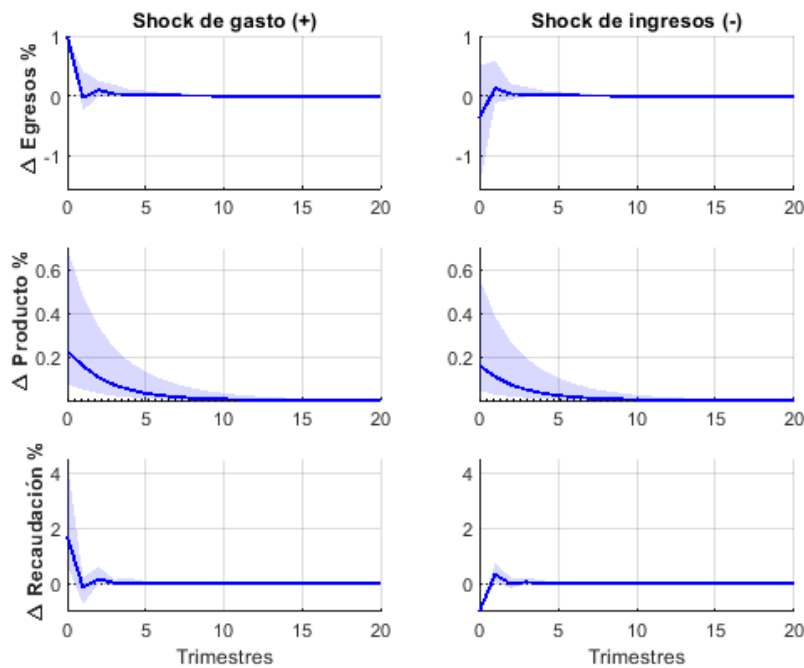 Shock de gasto (+)
Shock de ingresos (-)
Δ Egresos %
1
0
-1
0 5 10 15 20
1
0
-1
0 5 10 15 20
Δ Producto %
0.6
0.4
0.2
0 5 10 15 20
0.6
0.4
0.2
0 5 10 15 20
Δ Recaudación %
4
2
0
0 5 10 15 20
Trimestres
4
2
0
0 5 10 15 20
Trimestres